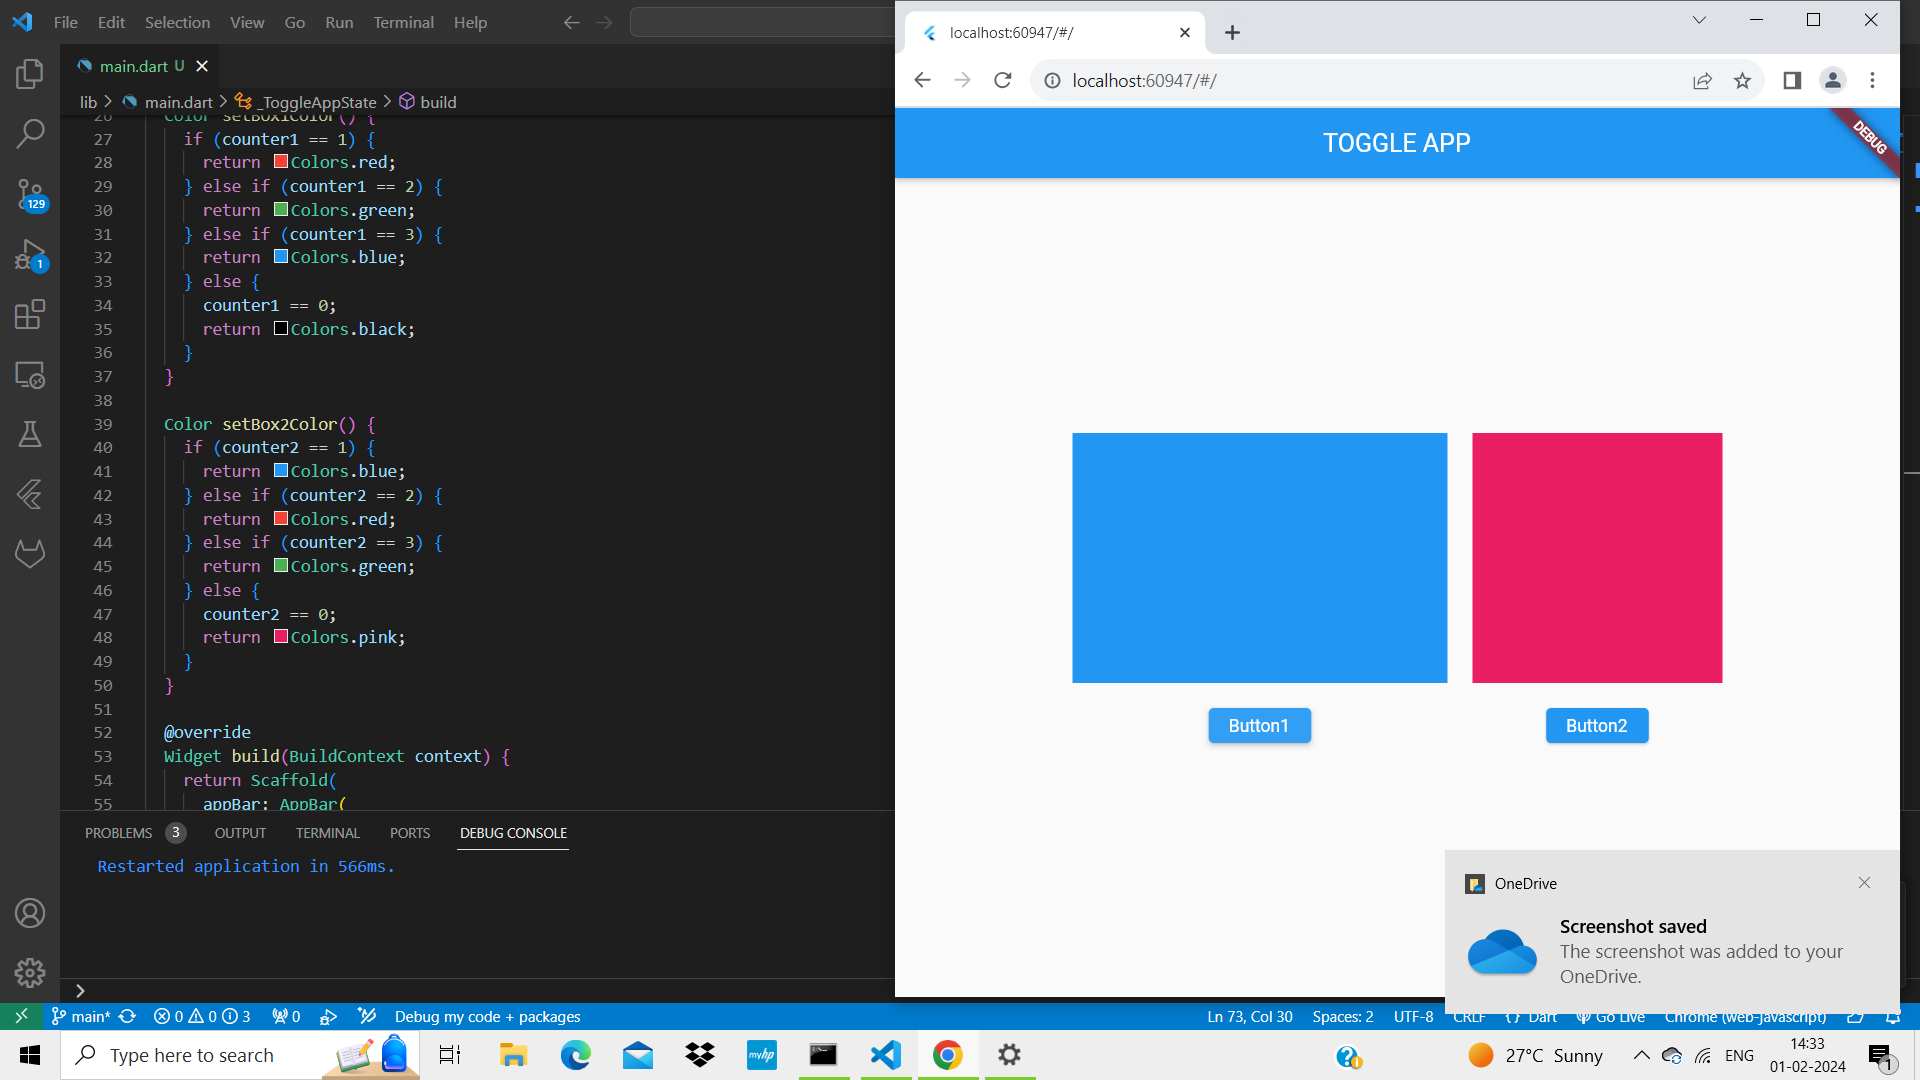 File Edit Selection View Go Run Terminal Help
main.dart U
lib > main.dart > _ToggleAppState > build
26 Color setBox1Color() {
27 if (counter1 == 1) {
28 return Colors.red;
29 } else if (counter1 == 2) {
30 return Colors.green;
31 } else if (counter1 == 3) {
32 return Colors.blue;
33 } else {
34 counter1 == 0;
35 return Colors.black;
36 }
37 }
38
39 Color setBox2Color() {
40 if (counter2 == 1) {
41 return Colors.blue;
42 } else if (counter2 == 2) {
43 return Colors.red;
44 } else if (counter2 == 3) {
45 return Colors.green;
46 } else {
47 counter2 == 0;
48 return Colors.pink;
49 }
50 }
51
52 @override
53 Widget build(BuildContext context) {
54 return Scaffold(
55 appBar: AppBar(
129
1
PROBLEMS 3 OUTPUT TERMINAL PORTS DEBUG CONSOLE
Restarted application in 566ms.
>
localhost:60947/#/
localhost:60947/#/
TOGGLE APP
DEBUG
Button1 Button2
OneDrive
Screenshot saved
The screenshot was added to your
OneDrive.
main* 0 0 3 0 Debug my code + packages Ln 73, Col 30 Spaces: 2 UTF-8 CRLF {} Dart Go Live Chrome (web-javascript)
Type here to search
myhp
27°C Sunny ENG 14:33
01-02-2024
1